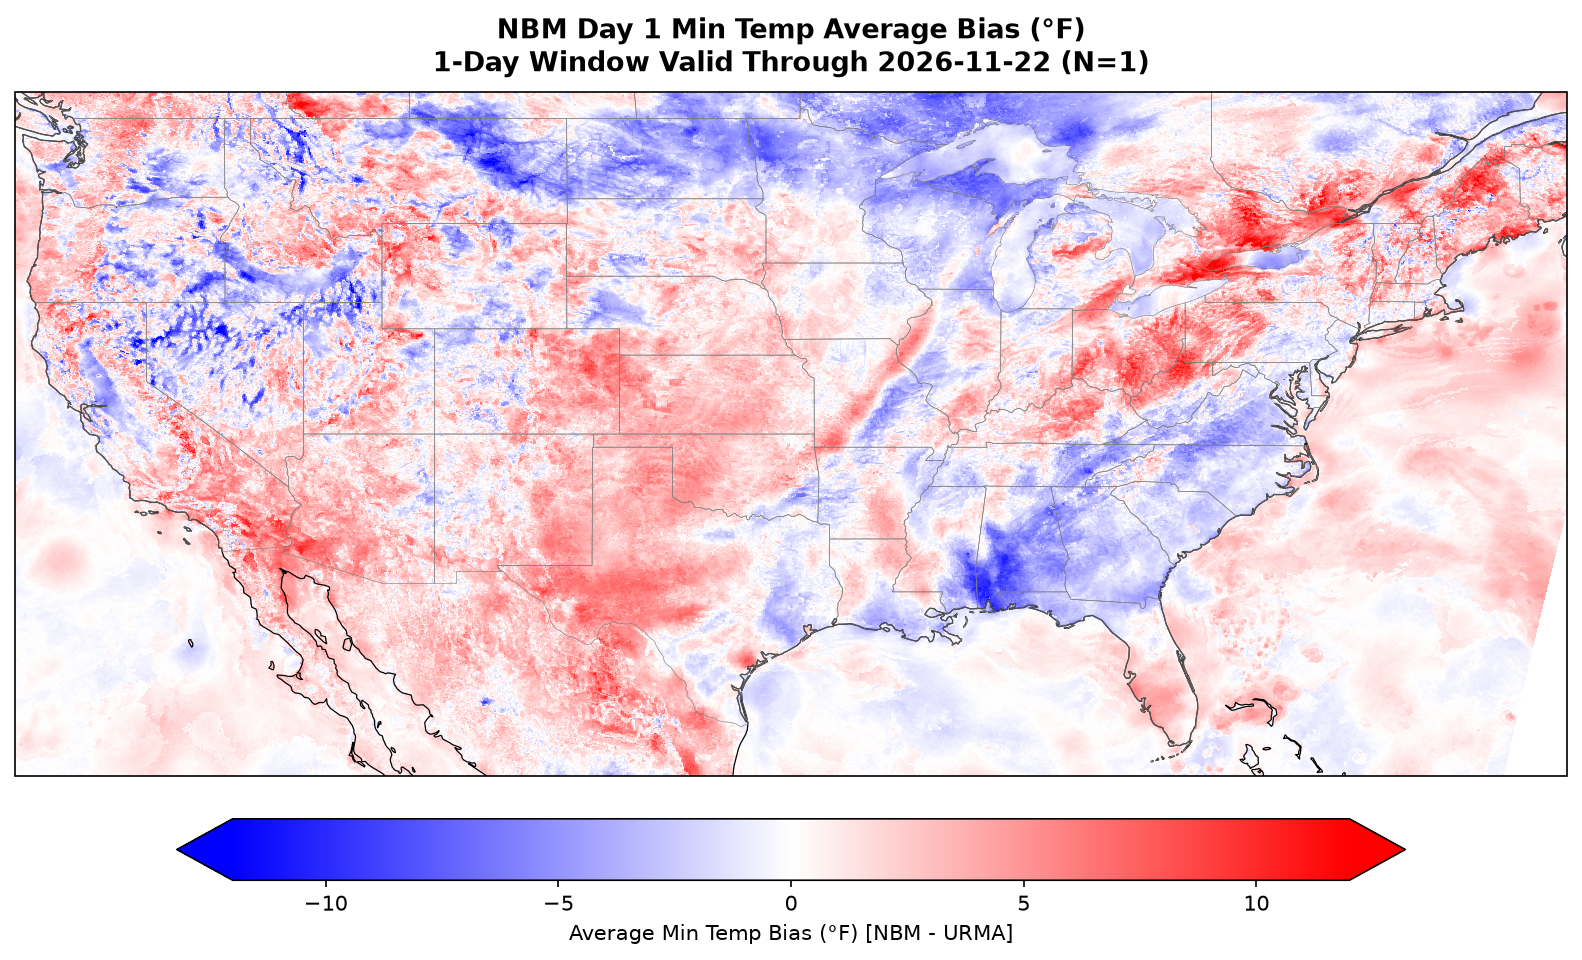 NBM Day 1 Min Temp Average Bias (°F)
1-Day Window Valid Through 2026-11-22 (N=1)
−10 −5 0 5 10
Average Min Temp Bias (°F) [NBM - URMA]